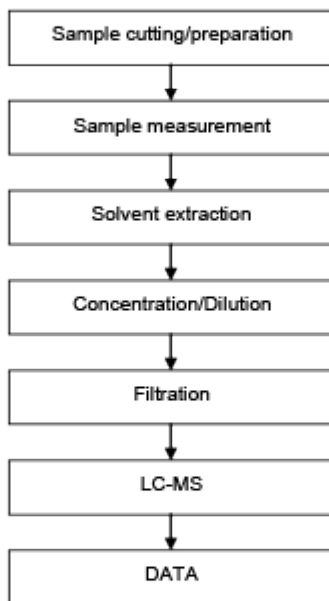 Sample cutting/preparation
Sample measurement
Solvent extraction
Concentration/Dilution
Filtration
LC-MS
DATA